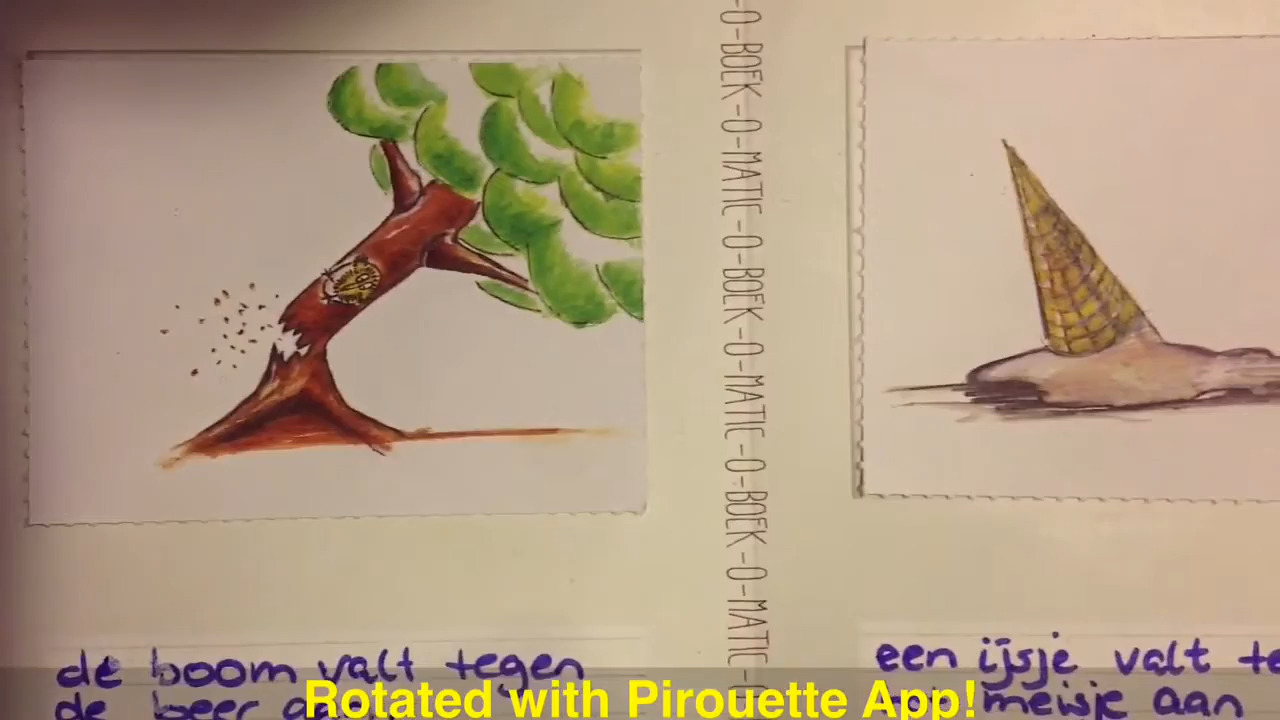 -O-BOEK-O-MATIC-O-BOEK-O-MATIC-O-BOEK-O-MATIC-O
de boom valt tegen
de beer
een ijsje valt
meisje aan
Rotated with Pirouette App!